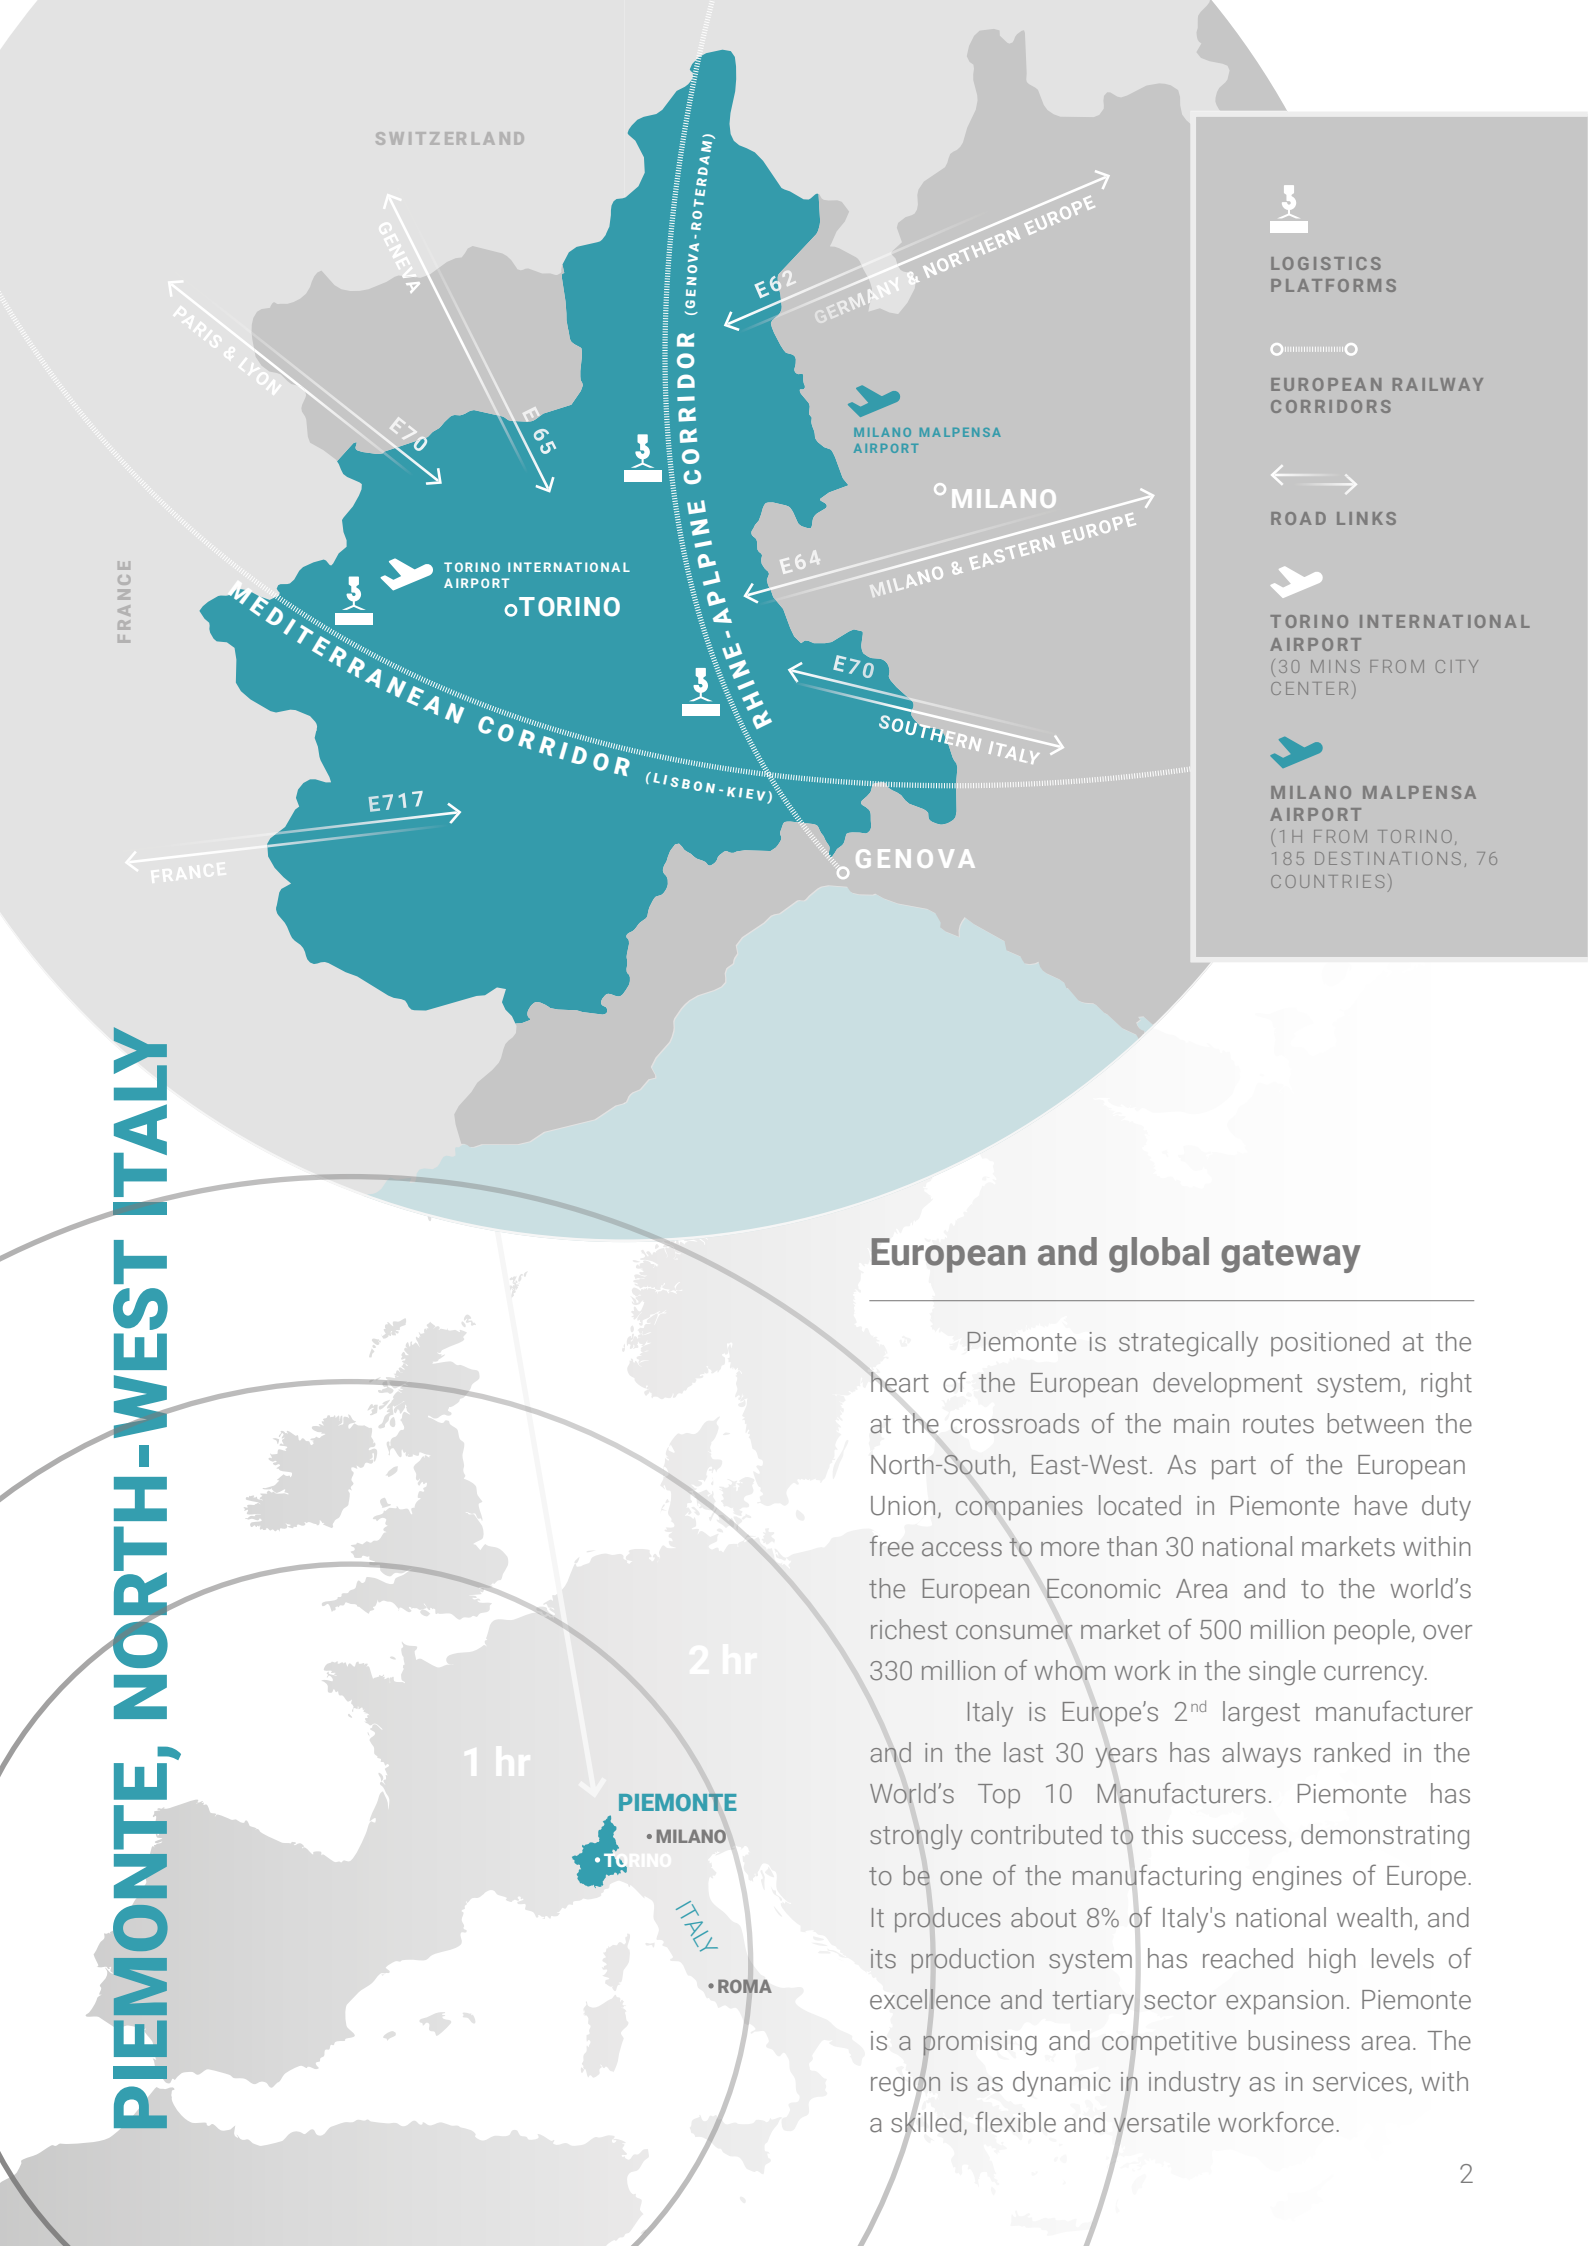 SWITZERLAND
GENEVA
PARIS & LYON
E70
E 65
FRANCE
RHINE-APLPINE CORRIDOR (GENOVA-ROTERDAM)
E62
GERMANY & NORTHERN EUROPE
MILANO MALPENSA
AIRPORT
MILANO
E64
MILANO & EASTERN EUROPE
TORINO INTERNATIONAL
AIRPORT
TORINO
MEDITERRANEAN CORRIDOR (LISBON-KIEV)
E70
SOUTHERN ITALY
E717
FRANCE
GENOVA
LOGISTICS
PLATFORMS
EUROPEAN RAILWAY
CORRIDORS
ROAD LINKS
TORINO INTERNATIONAL
AIRPORT
(30 MINS FROM CITY
CENTER)
MILANO MALPENSA
AIRPORT
(1H FROM TORINO,
185 DESTINATIONS, 76
COUNTRIES)
PIEMONTE, NORTH-WEST ITALY
2 hr
1 hr
PIEMONTE
MILANO
TORINO
ITALY
ROMA
European and global gateway
Piemonte is strategically positioned at the
heart of the European development system, right
at the crossroads of the main routes between the
North-South, East-West. As part of the European
Union, companies located in Piemonte have duty
free access to more than 30 national markets within
the European Economic Area and to the world's
richest consumer market of 500 million people, over
330 million of whom work in the single currency.
Italy is Europe's 2nd largest manufacturer
and in the last 30 years has always ranked in the
World's Top 10 Manufacturers. Piemonte has
strongly contributed to this success, demonstrating
to be one of the manufacturing engines of Europe.
It produces about 8% of Italy's national wealth, and
its production system has reached high levels of
excellence and tertiary sector expansion. Piemonte
is a promising and competitive business area. The
region is as dynamic in industry as in services, with
a skilled, flexible and versatile workforce.
2